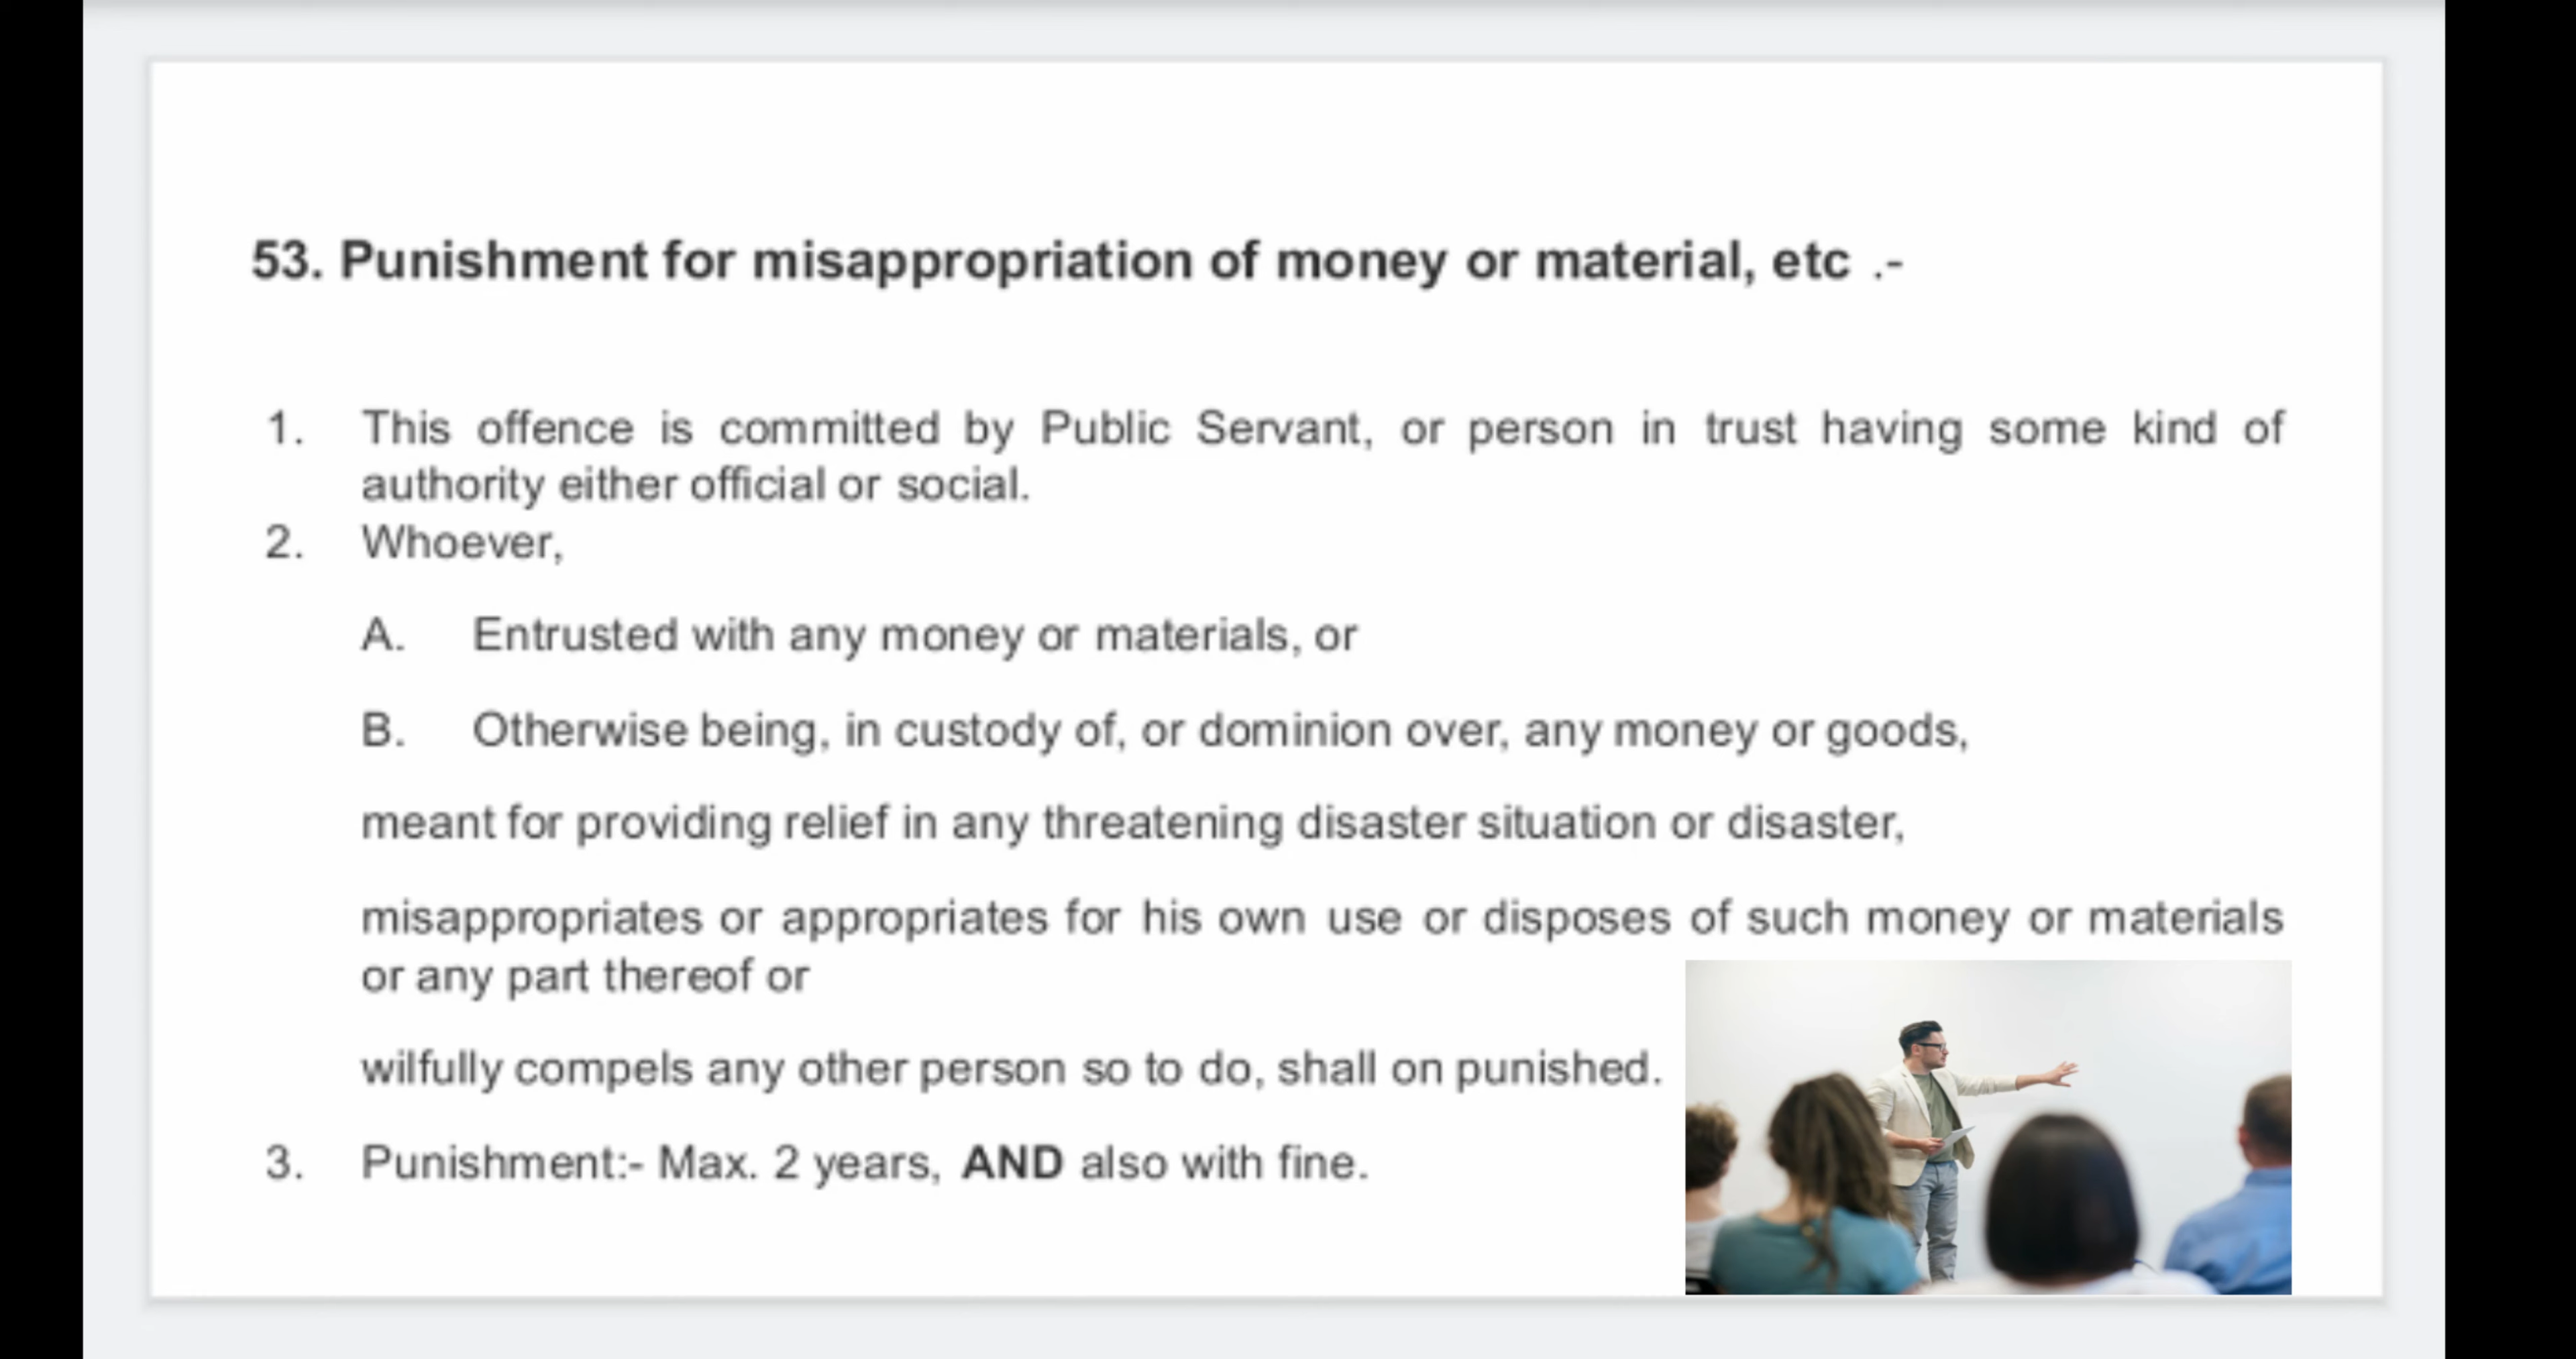 53. Punishment for misappropriation of money or material, etc .-
1. This offence is committed by Public Servant, or person in trust having some kind of
authority either official or social.
2. Whoever,
A. Entrusted with any money or materials, or
B. Otherwise being, in custody of, or dominion over, any money or goods,
meant for providing relief in any threatening disaster situation or disaster,
misappropriates or appropriates for his own use or disposes of such money or materials
or any part thereof or
wilfully compels any other person so to do, shall on punished.
3. Punishment:- Max. 2 years, AND also with fine.